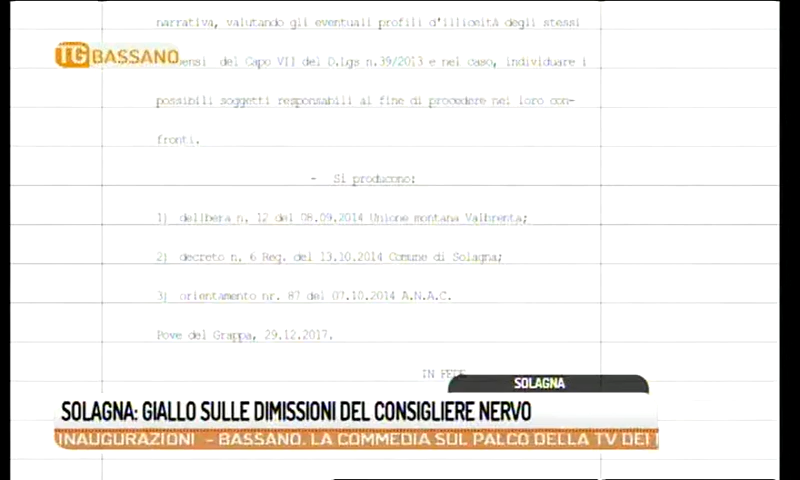 narrativa, valutando gli eventuali profili d'illiceità degli stessi
TG BASSANO
sensi del Capo VII del D.Lgs n.39/2013 e nel caso, individuare i
possibili soggetti responsabili al fine di procedere nei loro con-
fronti.
- Si producono:
1) delibera n. 12 del 08.09.2014 Unione montana Valbrenta;
2) decreto n. 6 Reg. del 13.10.2014 Comune di Solagna;
3) orientamento nr. 87 del 07.10.2014 A.N.A.C.
Pove del Grappa, 29.12.2017.
IN FEDE
SOLAGNA
SOLAGNA: GIALLO SULLE DIMISSIONI DEL CONSIGLIERE NERVO
INAUGURAZIONI - BASSANO. LA COMMEDIA SUL PALCO DELLA TV DEI